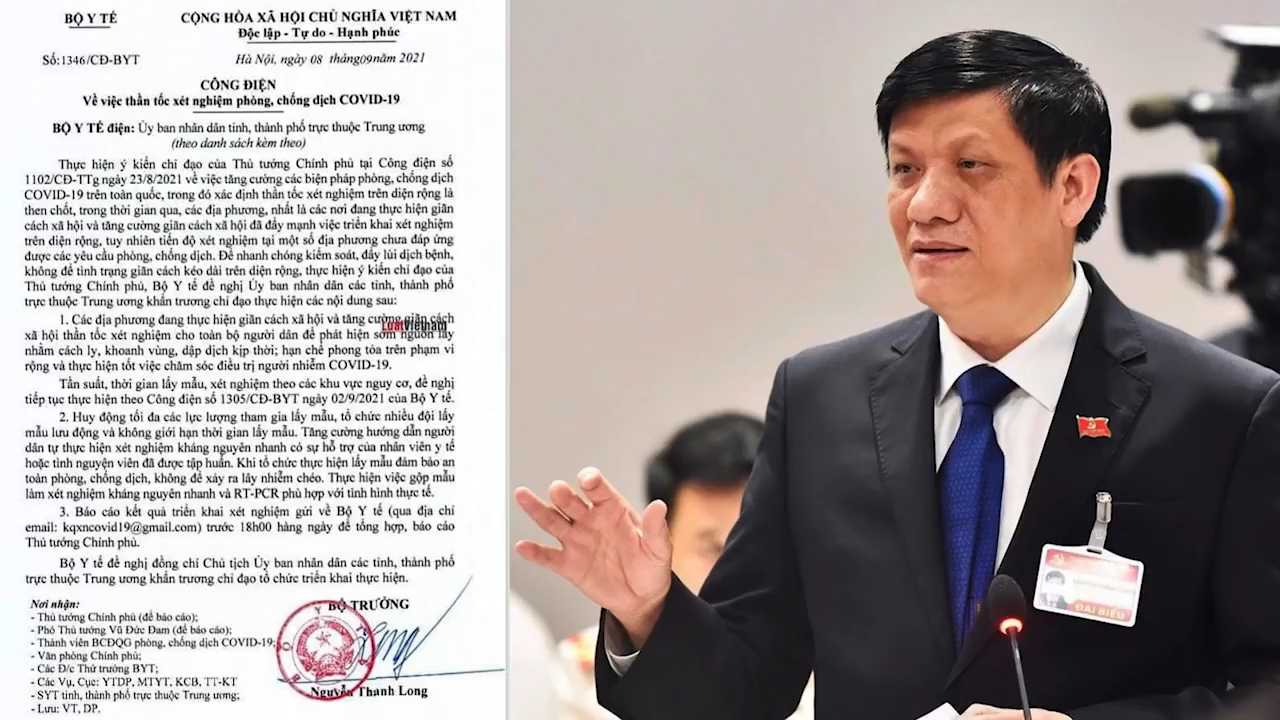 BỘ Y TẾ
CỘNG HÒA XÃ HỘI CHỦ NGHĨA VIỆT NAM
Độc lập - Tự do - Hạnh phúc
Số:1346/CĐ-BYT
Hà Nội, ngày 08 tháng09năm 2021
CÔNG ĐIỆN
Về việc thần tốc xét nghiệm phòng, chống dịch COVID-19
BỘ Y TẾ điện: Ủy ban nhân dân tỉnh, thành phố trực thuộc Trung ương
(theo danh sách kèm theo)
Thực hiện ý kiến chỉ đạo của Thủ tướng Chính phủ tại Công điện số
1102/CĐ-TTg ngày 23/8/2021 về việc tăng cường các biện pháp phòng, chống dịch
COVID-19 trên toàn quốc, trong đó xác định thần tốc xét nghiệm trên diện rộng là
then chốt, trong thời gian qua, các địa phương, nhất là các nơi đang thực hiện giãn
cách xã hội và tăng cường giãn cách xã hội đã đẩy mạnh việc triển khai xét nghiệm
trên diện rộng, tuy nhiên tiến độ xét nghiệm tại một số địa phương chưa đáp ứng
được các yêu cầu phòng, chống dịch. Để nhanh chóng kiểm soát, đẩy lùi dịch bệnh,
không để tình trạng giãn cách kéo dài trên diện rộng, thực hiện ý kiến chỉ đạo của
Thủ tướng Chính phủ, Bộ Y tế đề nghị Ủy ban nhân dân các tỉnh, thành phố
trực thuộc Trung ương khẩn trương chỉ đạo thực hiện các nội dung sau:
1. Các địa phương đang thực hiện giãn cách xã hội và tăng cường giãn cách
xã hội thần tốc xét nghiệm cho toàn bộ người dân để phát hiện sớm nguồn lây
LuatVietnam
nhằm cách ly, khoanh vùng, dập dịch kịp thời; hạn chế phong tỏa trên phạm vi
rộng và thực hiện tốt việc chăm sóc điều trị người nhiễm COVID-19.
Tần suất, thời gian lấy mẫu, xét nghiệm theo các khu vực nguy cơ, đề nghị
tiếp tục thực hiện theo Công điện số 1305/CĐ-BYT ngày 02/9/2021 của Bộ Y tế.
2. Huy động tối đa các lực lượng tham gia lấy mẫu, tổ chức nhiều đội lấy
mẫu lưu động và không giới hạn thời gian lấy mẫu. Tăng cường hướng dẫn người
dân tự thực hiện xét nghiệm kháng nguyên nhanh có sự hỗ trợ của nhân viên y tế
hoặc tình nguyện viên đã được tập huấn. Khi tổ chức thực hiện lấy mẫu đảm bảo an
toàn phòng, chống dịch, không để xảy ra lây nhiễm chéo. Thực hiện việc gộp mẫu
làm xét nghiệm kháng nguyên nhanh và RT-PCR phù hợp với tình hình thực tế.
3. Báo cáo kết quả triển khai xét nghiệm gửi về Bộ Y tế (qua địa chỉ
email: kqxncovid19@gmail.com) trước 18h00 hàng ngày để tổng hợp, báo cáo
Thủ tướng Chính phủ.
Bộ Y tế đề nghị đồng chí Chủ tịch Ủy ban nhân dân các tỉnh, thành phố
trực thuộc Trung ương khẩn trương chỉ đạo tổ chức triển khai thực hiện.
Nơi nhận:
- Thủ tướng Chính phủ (để báo cáo);
- Phó Thủ tướng Vũ Đức Đam (để báo cáo);
- Thành viên BCĐQG phòng, chống dịch COVID-19;
- Văn phòng Chính phủ;
- Các Đ/c Thứ trưởng BYT;
- Các Vụ, Cục: YTDP, MTYT, KCB, TT-KT
- SYT tỉnh, thành phố trực thuộc Trung ương;
- Lưu: VT, DP.
BỘ TRƯỞNG
Nguyễn Thanh Long
ĐẠI BIỂU